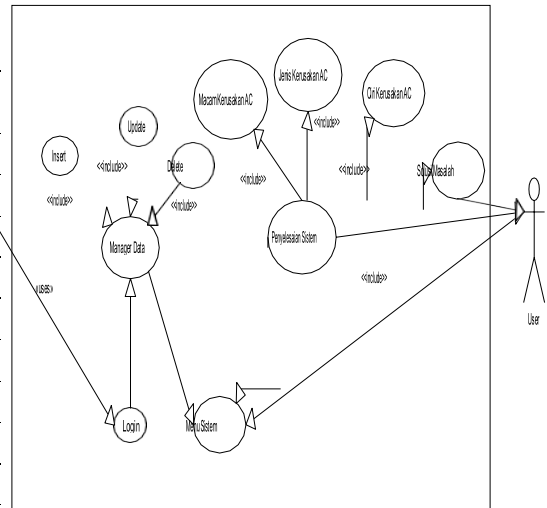 Jenis Kerusakan AC
Macam Kerusakan AC
Ciri Kerusakan AC
<<include>>
Update
Insert
<<include>>
Delete
<<include>>
<<include>>
Solusi Masalah
<<include>>
<<include>>
Manager Data
Penyelesaian Sistem
<<include>>
<<uses>>
User
Login
Menu Sistem